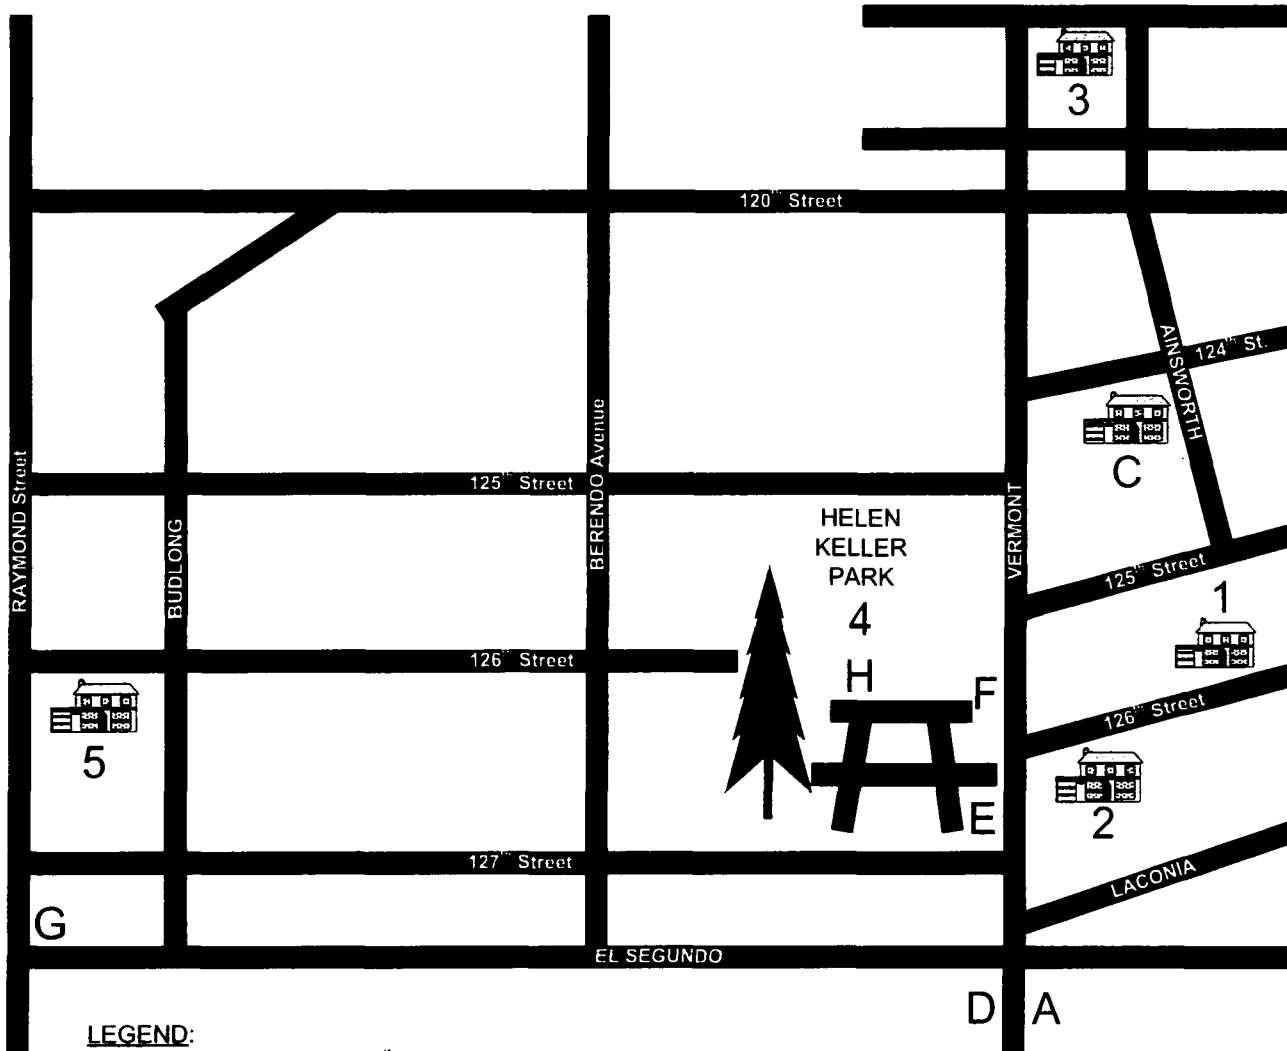 3
120th Street
AINSWORTH
124th St.
BERENDO Avenue
C
RAYMOND Street
125th Street
VERMONT
HELEN
KELLER
PARK
4
BUDLONG
125th Street
1
126th Street
H
F
126th Street
5
E
2
127th Street
LACONIA
G
EL SEGUNDO
D
A
LEGEND: